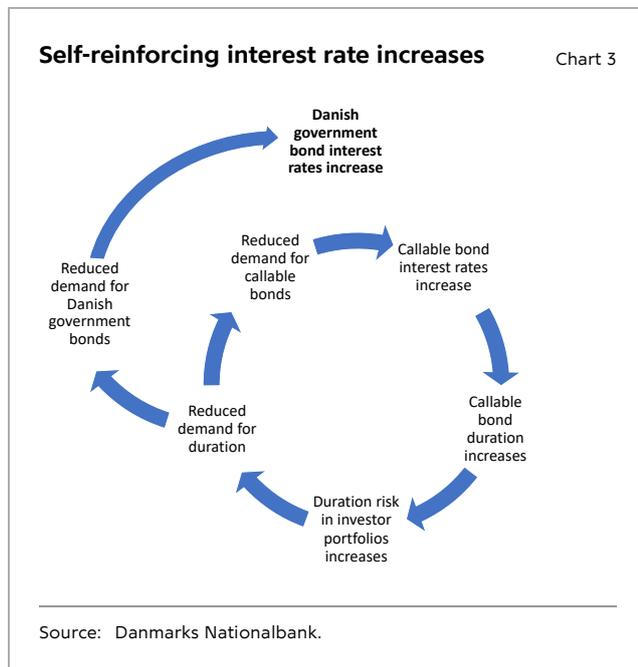 Self-reinforcing interest rate increases
Chart 3
Danish
government
bond interest
rates increase
Reduced
demand for
callable
bonds
Callable bond
interest rates
increase
Reduced
demand for
Danish
government
bonds
Callable
bond
duration
increases
Reduced
demand for
duration
Duration risk
in investor
portfolios
increases
Source: Danmarks Nationalbank.